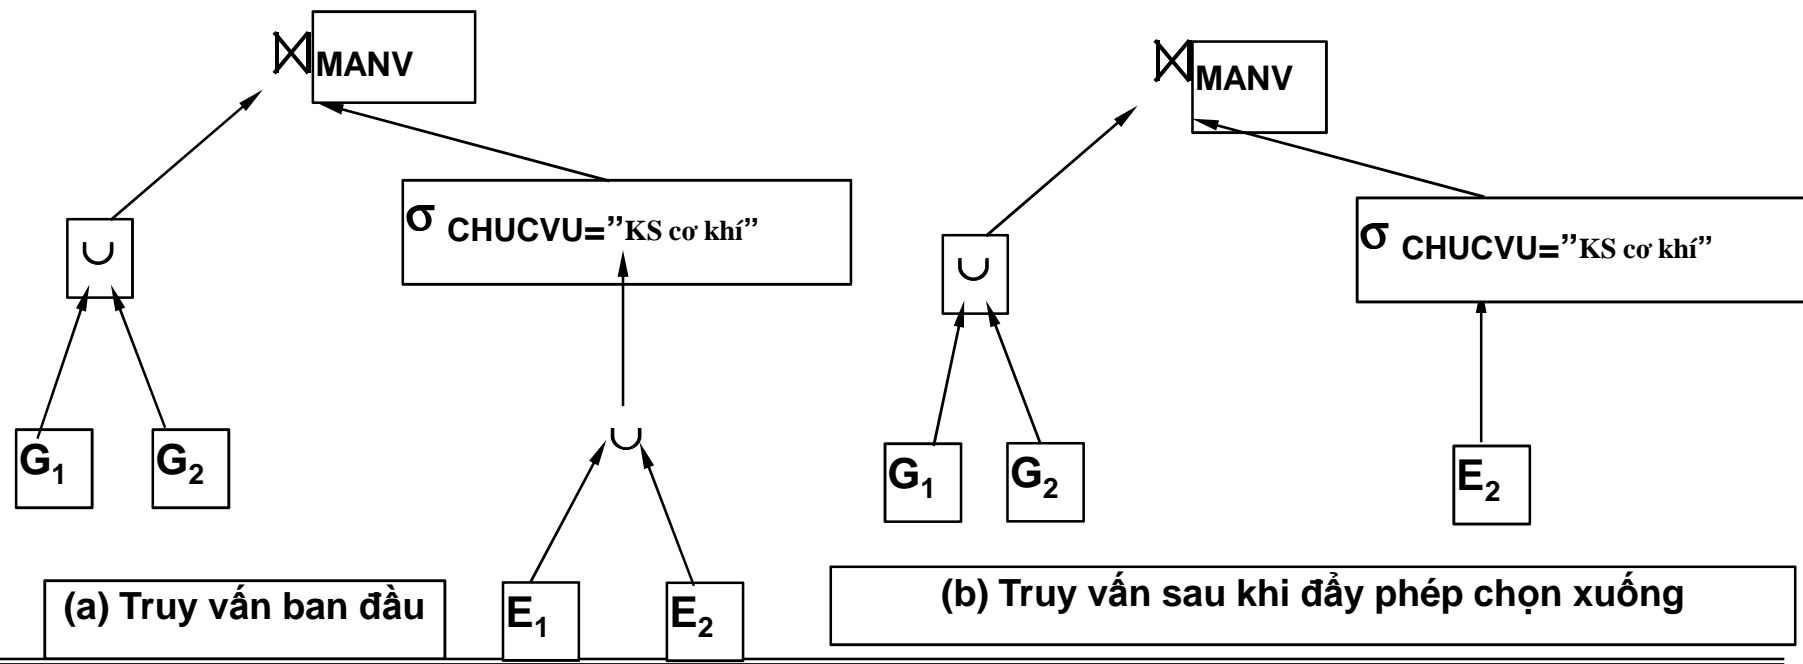 ⋈ MANV
σ CHUCVU=”KS cơ khí”
∪
G₁ G₂
∪
E₁ E₂
(a) Truy vấn ban đầu
⋈ MANV
σ CHUCVU=”KS cơ khí”
∪
G₁ G₂
E₂
(b) Truy vấn sau khi đẩy phép chọn xuống